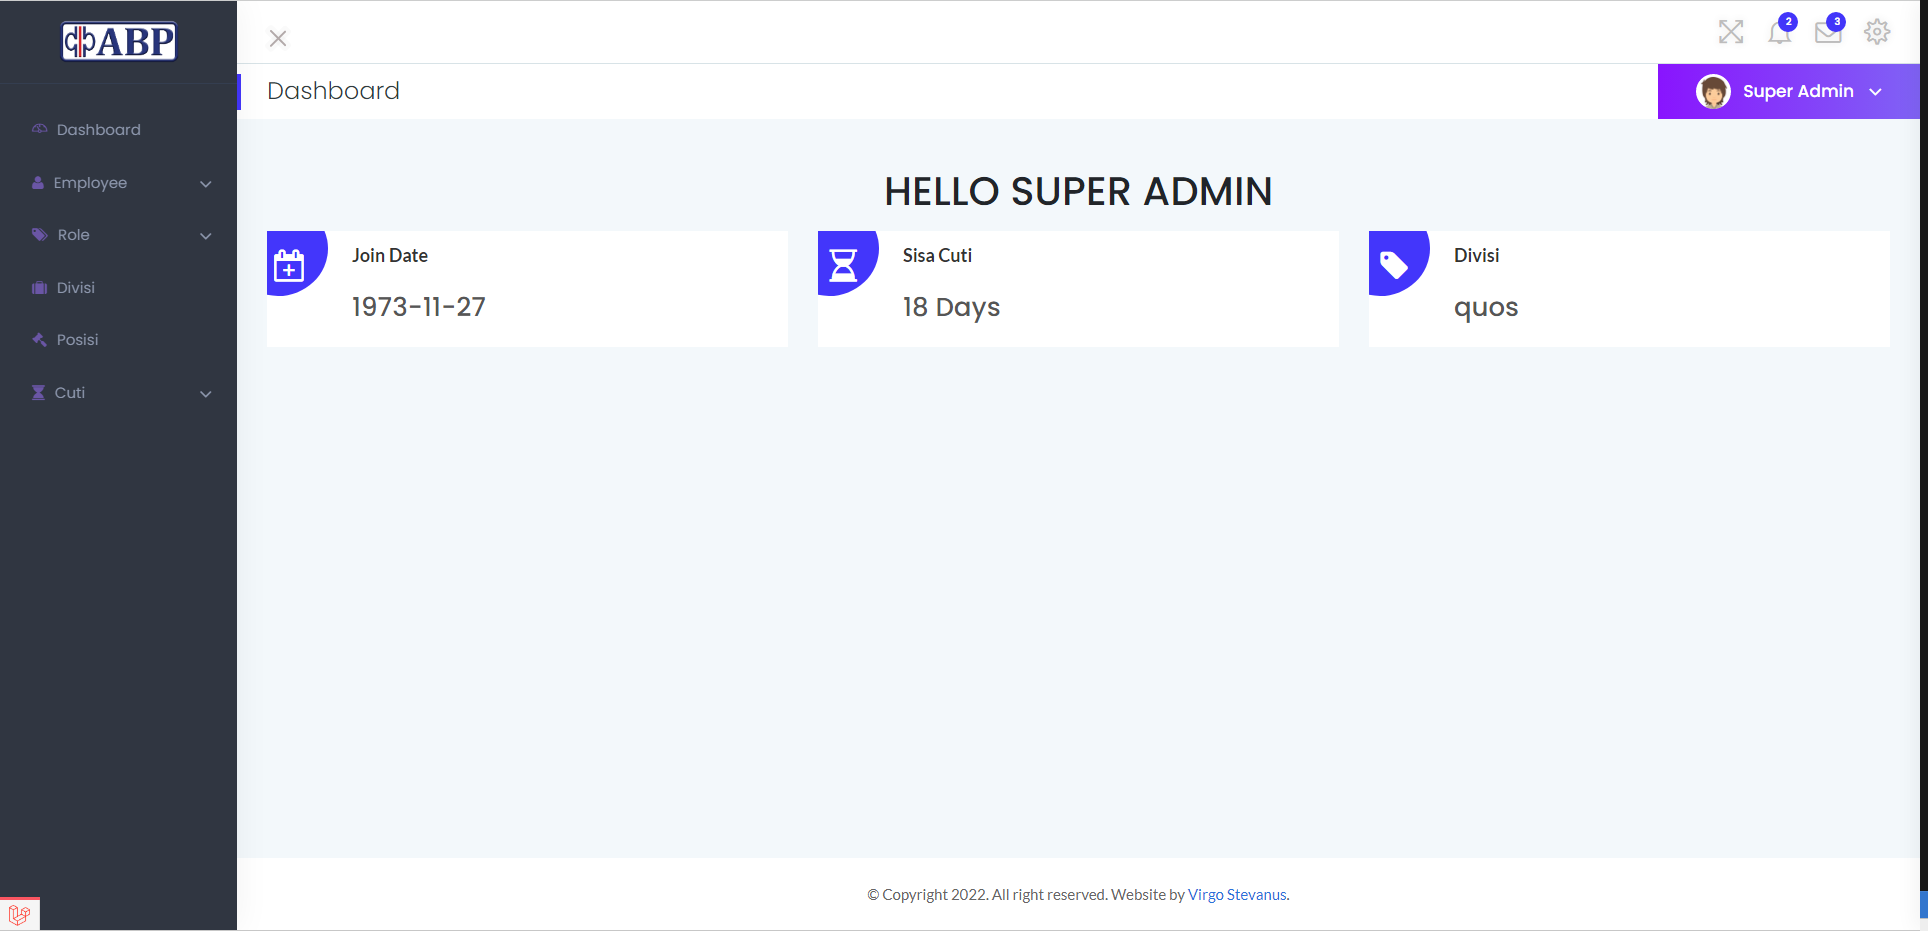 ABP
2
3
Dashboard
Super Admin
Dashboard
Employee
Role
Divisi
Posisi
Cuti
HELLO SUPER ADMIN
Join Date
1973-11-27
Sisa Cuti
18 Days
Divisi
quos
© Copyright 2022. All right reserved. Website by Virgo Stevanus.